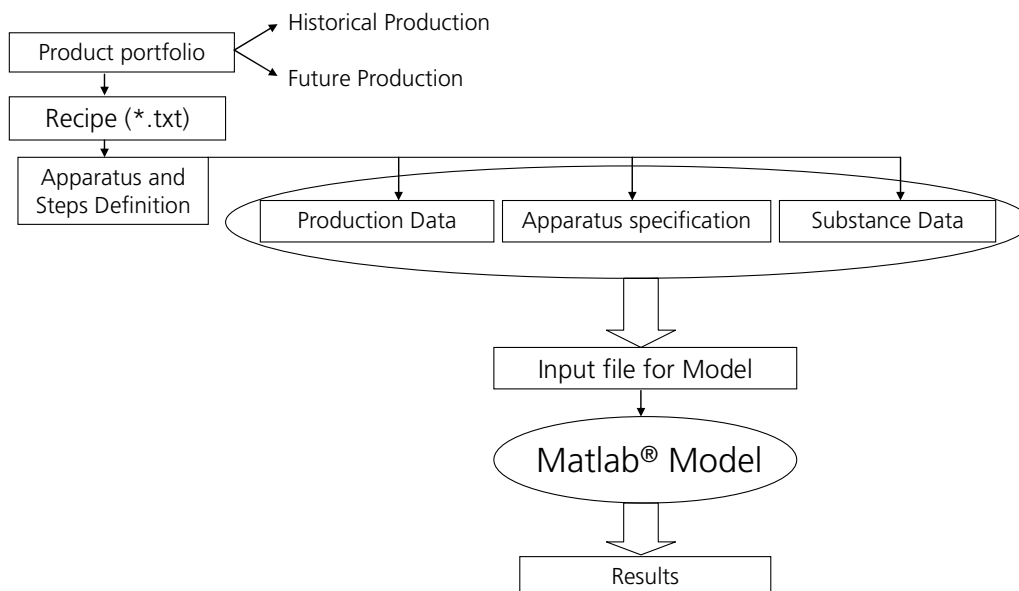 Historical Production
Product portfolio
Future Production
Recipe (*.txt)
Apparatus and
Steps Definition
Production Data
Apparatus specification
Substance Data
Input file for Model
Matlab® Model
Results